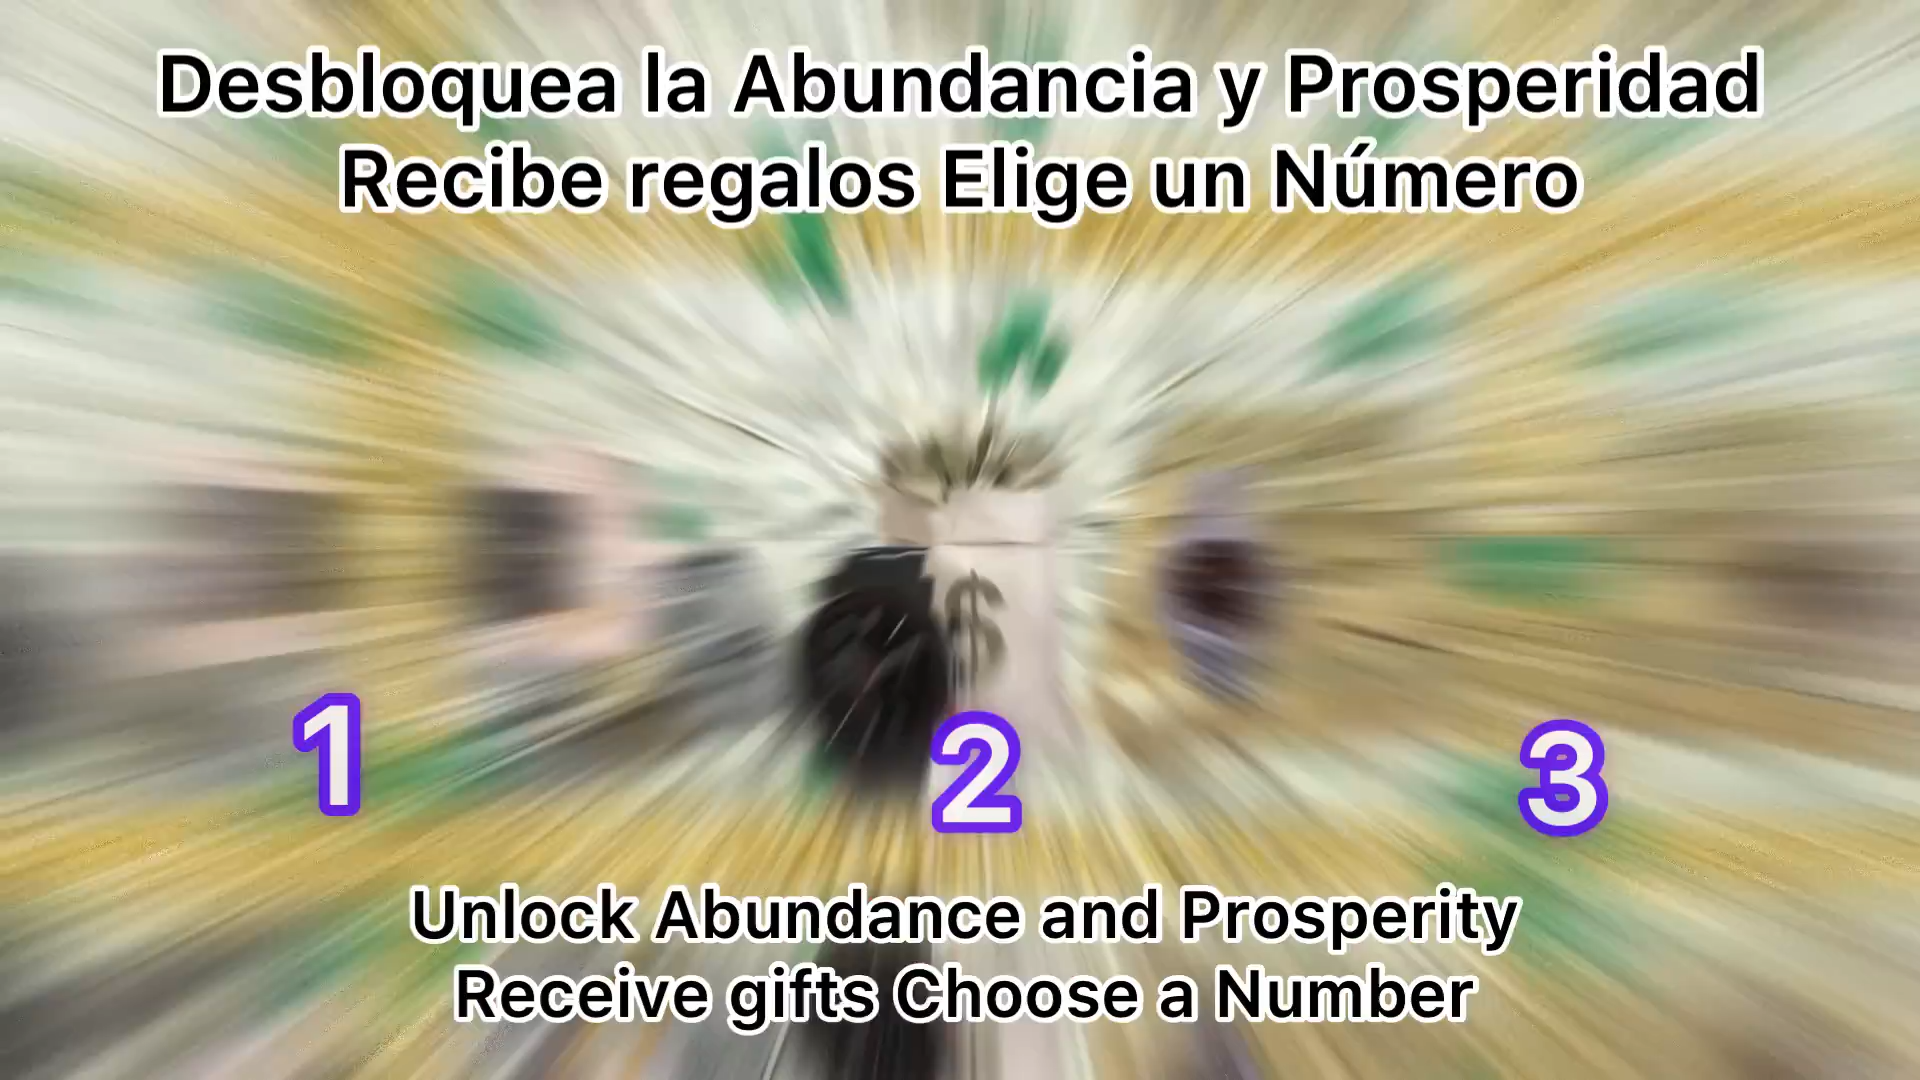 Desbloquea la Abundancia y Prosperidad
Recibe regalos Elige un Número
$
1 2 3
Unlock Abundance and Prosperity
Receive gifts Choose a Number